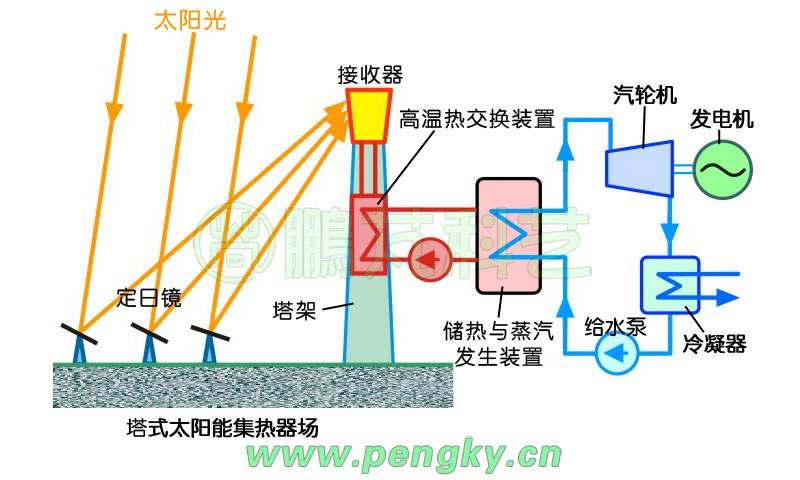 太阳光
接收器
高温热交换装置
汽轮机
发电机
鹏芃科艺
定日镜
塔架
储热与蒸汽
发生装置
给水泵
冷凝器
塔式太阳能集热器场
www.pengky.cn